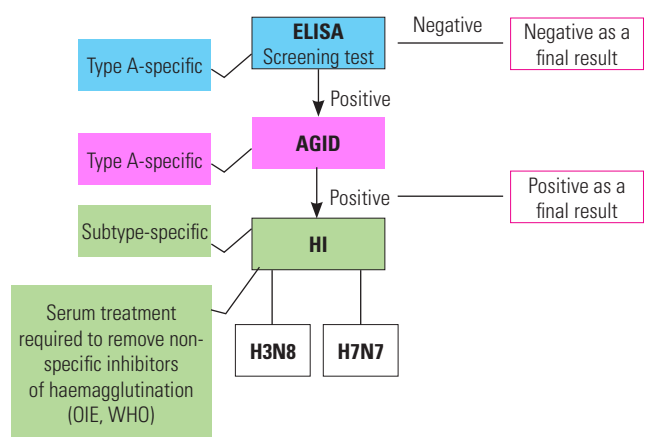 ELISA
Screening test
Negative
Negative as a
final result
Type A-specific
Positive
AGID
Type A-specific
Positive
Positive as a
final result
Subtype-specific
HI
Serum treatment
required to remove non-
specific inhibitors
of haemagglutination
(OIE, WHO)
H3N8
H7N7